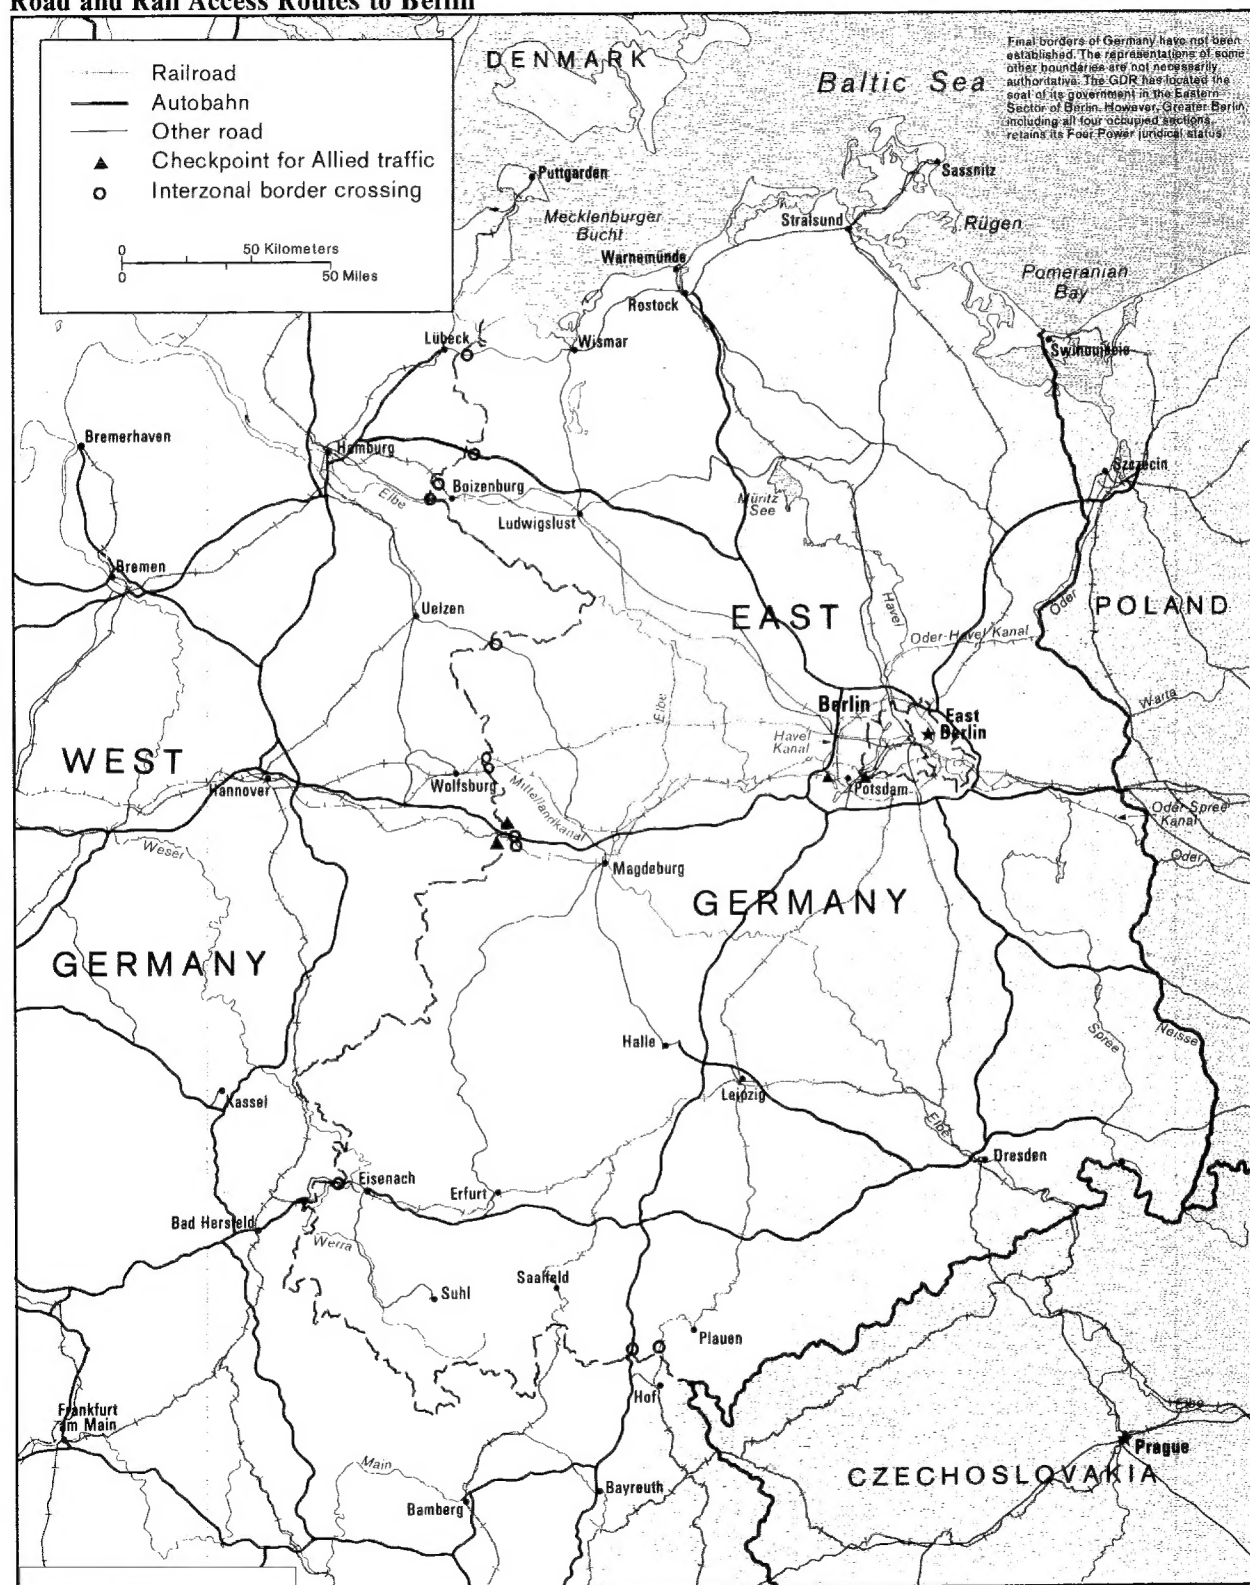 Road and Rail Access Routes to Berlin
Railroad
Autobahn
Other road
Checkpoint for Allied traffic
Interzonal border crossing
0 50 Kilometers
0 50 Miles
Final borders of Germany have not been
established. The representations of some
other boundaries are not necessarily
authoritative. The GDR has located the
seat of its government in the Eastern
Sector of Berlin. However, Greater Berlin,
including all four occupied sections,
retains its Four Power juridical status
DENMARK
Baltic Sea
Puttgarden
Sassnitz
Mecklenburger
Bucht
Stralsund
Rügen
Warnemünde
Pomeranian
Bay
Rostock
Lübeck
Wismar
Swinoujscie
Bremerhaven
Hamburg
Szczecin
Elbe
Boizenburg
Müritz
See
Ludwigslust
Bremen
Uelzen
EAST
Havel
Oder
POLAND
Oder-Havel Kanal
Warta
Berlin
East
Berlin
Elbe
Havel
Kanal
WEST
Hannover
Wolfsburg
Mittellandkanal
Potsdam
Oder Spree
Kanal
Weser
Oder
Magdeburg
GERMANY
GERMANY
Spree
Neisse
Halle
Kassel
Leipzig
Elbe
Dresden
Eisenach
Erfurt
Bad Hersfeld
Werra
Saalfeld
Suhl
Plauen
Hof
Frankfurt
am Main
Elbe
Prague
Main
CZECHOSLOVAKIA
Bayreuth
Bamberg